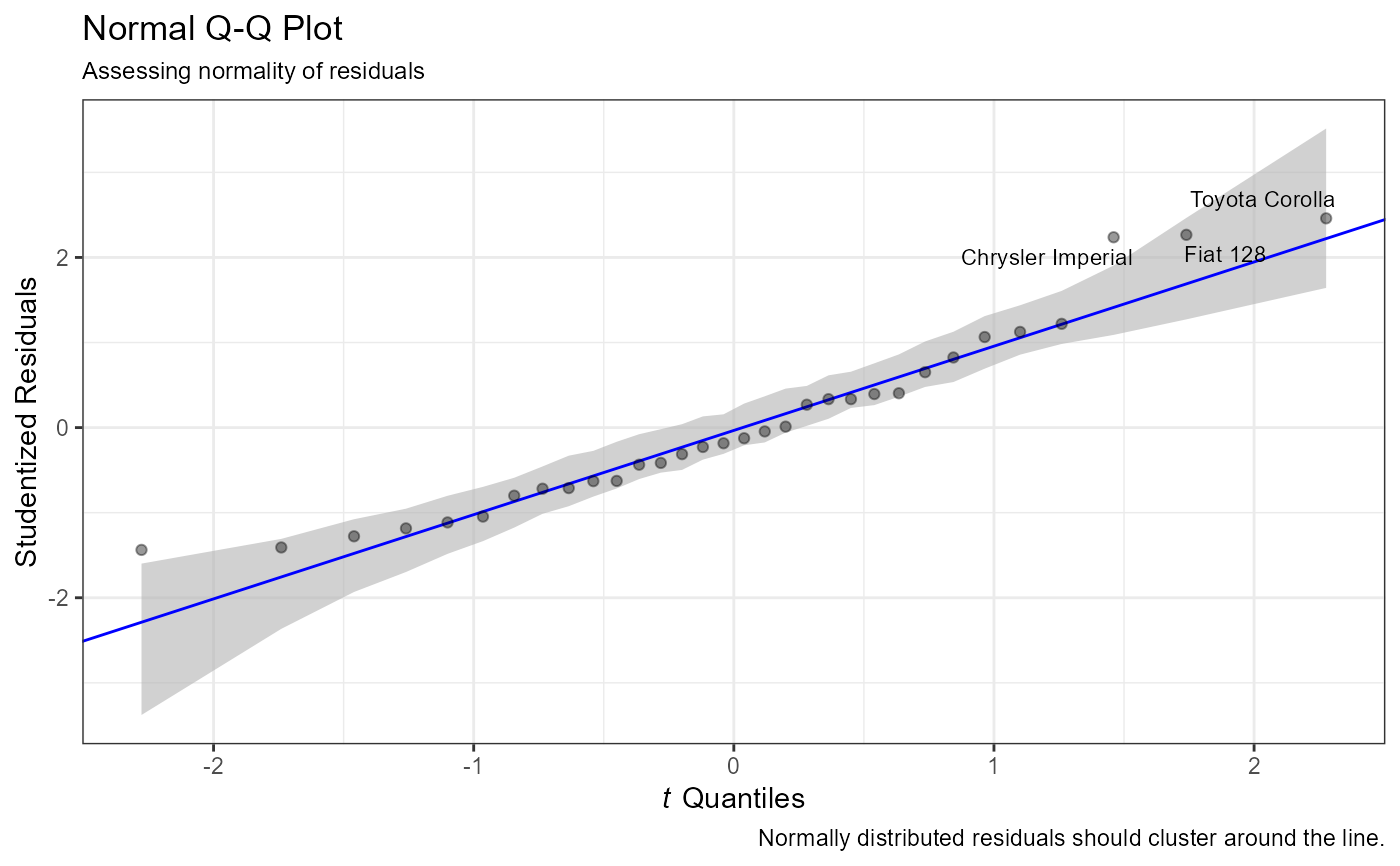 Normal Q-Q Plot
Assessing normality of residuals
Studentized Residuals
2
0
-2
Toyota Corolla
Chrysler Imperial
Fiat 128
-2
-1
0
1
2
t Quantiles
Normally distributed residuals should cluster around the line.